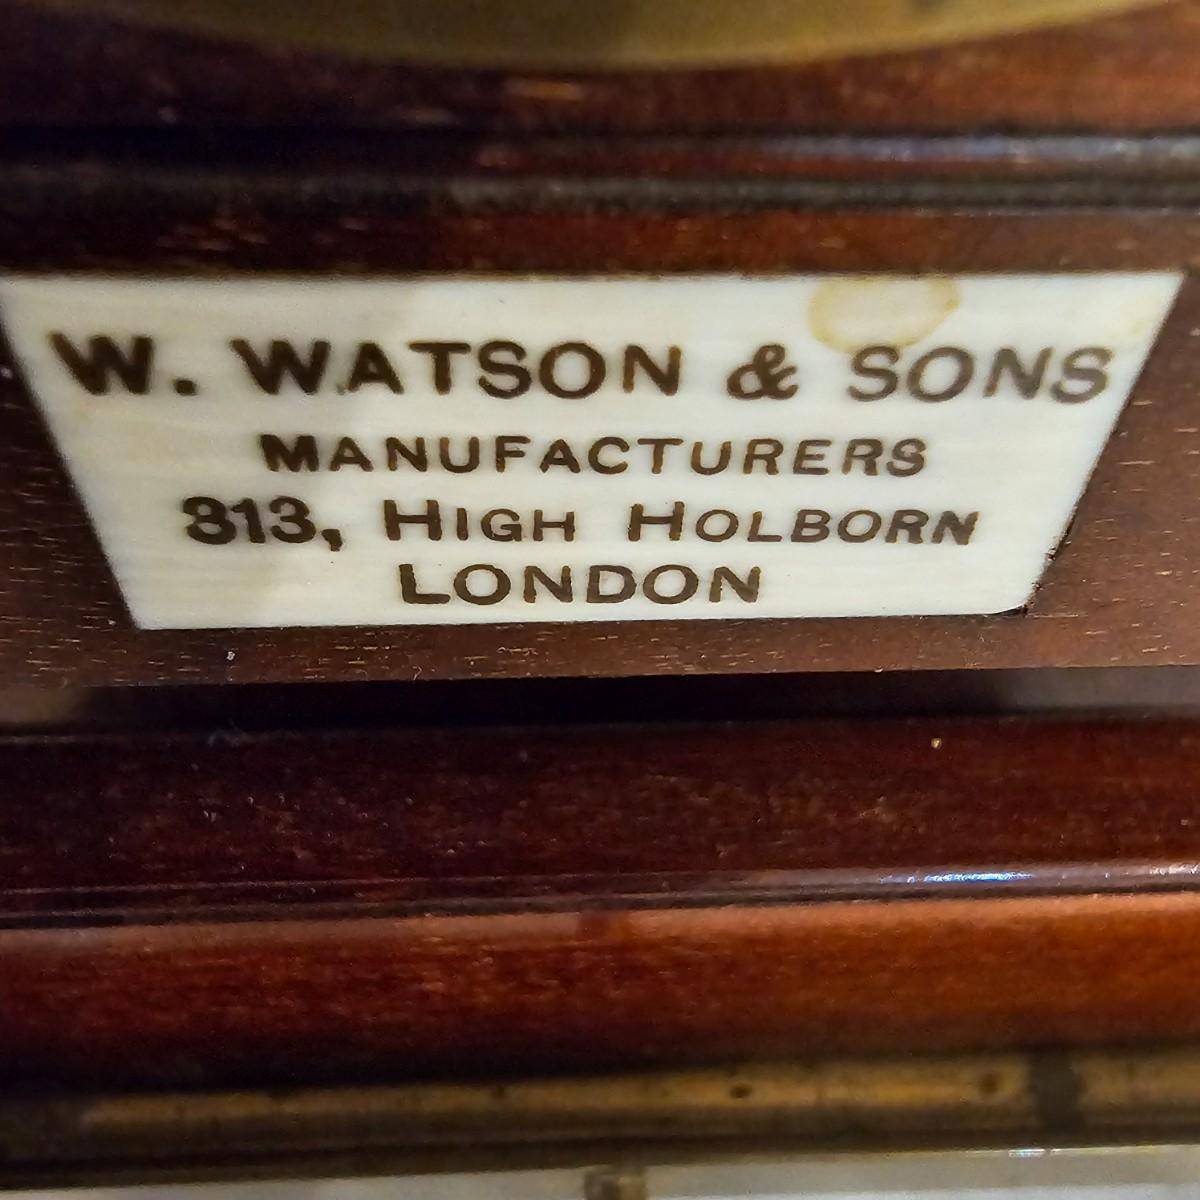 W. WATSON & SONS
MANUFACTURERS
313, HIGH HOLBORN
LONDON